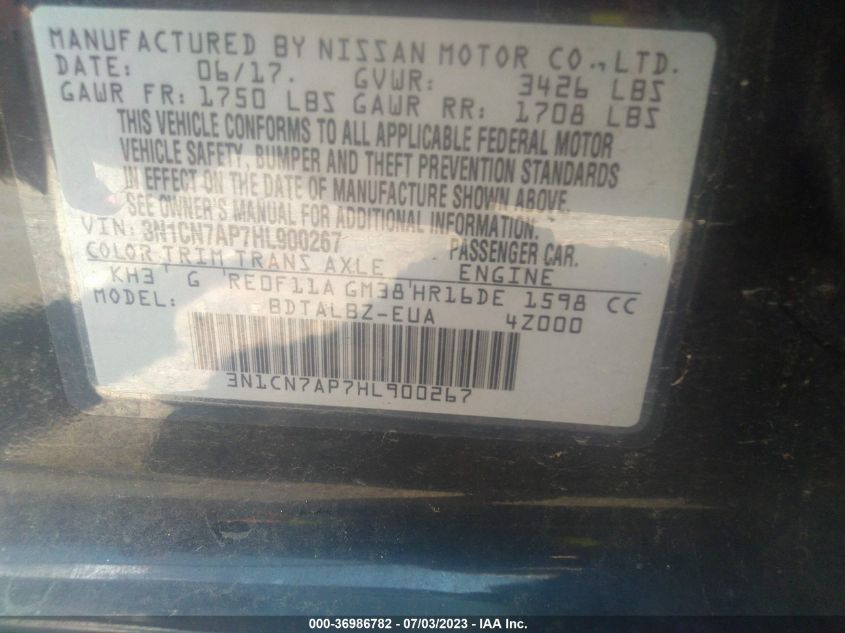 MANUFACTURED BY NISSAN MOTOR CO., LTD.
DATE: 06/17. GVWR: 3426 LBS
GAWR FR: 1750 LBS GAWR RR: 1708 LBS
THIS VEHICLE CONFORMS TO ALL APPLICABLE FEDERAL MOTOR
VEHICLE SAFETY, BUMPER AND THEFT PREVENTION STANDARDS
IN EFFECT ON THE DATE OF MANUFACTURE SHOWN ABOVE.
SEE OWNER'S MANUAL FOR ADDITIONAL INFORMATION.
VIN: 3N1CN7AP7HL900267 PASSENGER CAR.
COLOR TRIM TRANS AXLE ENGINE
KH3 G RE0F11A GM38 HR16DE 1598 CC
MODEL: BDTALBZ-EUA 4Z000
3N1CN7AP7HL900267
000-36986782 - 07/03/2023 - IAA Inc.